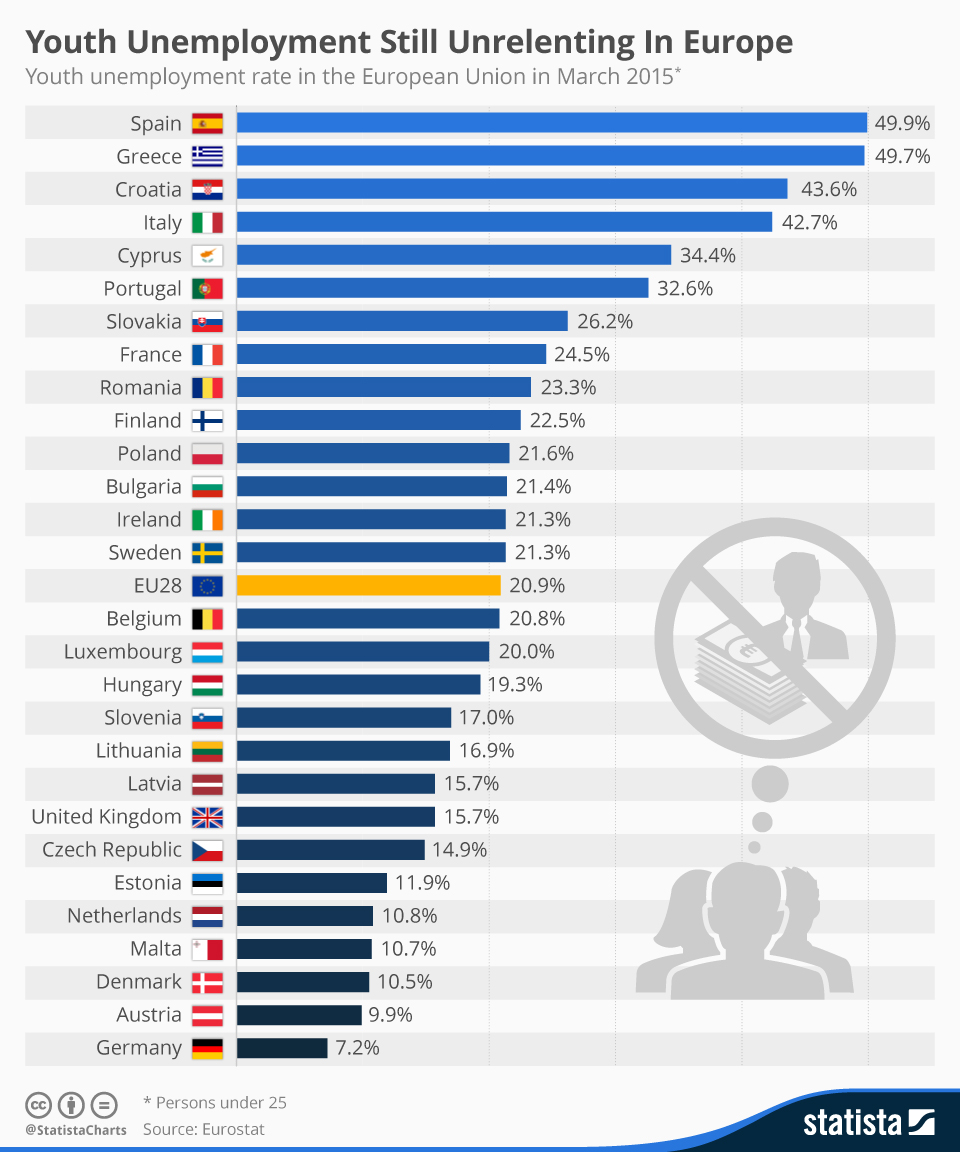 Youth Unemployment Still Unrelenting In Europe
Youth unemployment rate in the European Union in March 2015*
Spain 49.9%
Greece 49.7%
Croatia 43.6%
Italy 42.7%
Cyprus 34.4%
Portugal 32.6%
Slovakia 26.2%
France 24.5%
Romania 23.3%
Finland 22.5%
Poland 21.6%
Bulgaria 21.4%
Ireland 21.3%
Sweden 21.3%
EU28 20.9%
Belgium 20.8%
Luxembourg 20.0%
Hungary 19.3%
Slovenia 17.0%
Lithuania 16.9%
Latvia 15.7%
United Kingdom 15.7%
Czech Republic 14.9%
Estonia 11.9%
Netherlands 10.8%
Malta 10.7%
Denmark 10.5%
Austria 9.9%
Germany 7.2%
€
cc
* Persons under 25
@StatistaCharts Source: Eurostat
statista